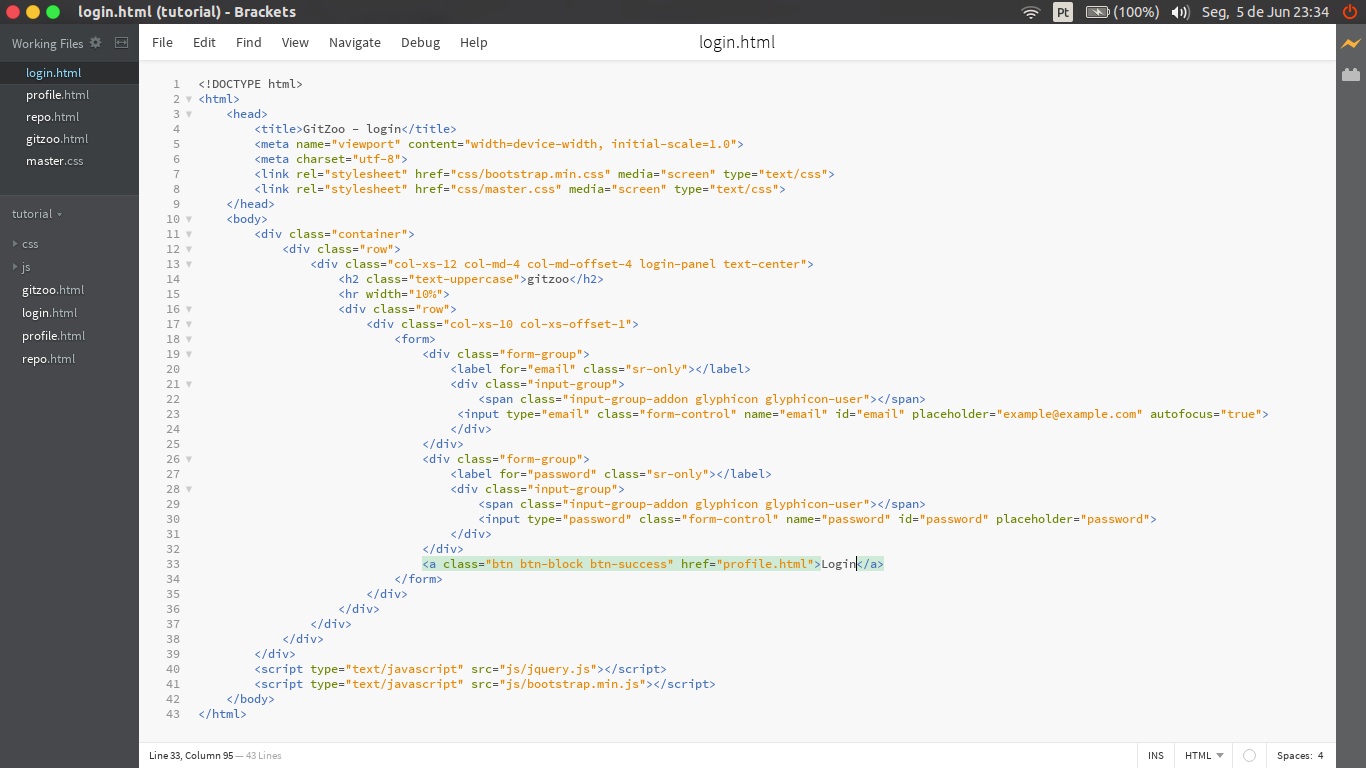 login.html (tutorial) - Brackets
Pt (100%) Seg, 5 de Jun 23:34
Working Files
login.html
profile.html
repo.html
gitzoo.html
master.css
tutorial
css
js
gitzoo.html
login.html
profile.html
repo.html
File Edit Find View Navigate Debug Help
login.html
1 <!DOCTYPE html>
2 <html>
3 <head>
4 <title>GitZoo - login</title>
5 <meta name="viewport" content="width=device-width, initial-scale=1.0">
6 <meta charset="utf-8">
7 <link rel="stylesheet" href="css/bootstrap.min.css" media="screen" type="text/css">
8 <link rel="stylesheet" href="css/master.css" media="screen" type="text/css">
9 </head>
10 <body>
11 <div class="container">
12 <div class="row">
13 <div class="col-xs-12 col-md-4 col-md-offset-4 login-panel text-center">
14 <h2 class="text-uppercase">gitzoo</h2>
15 <hr width="10%">
16 <div class="row">
17 <div class="col-xs-10 col-xs-offset-1">
18 <form>
19 <div class="form-group">
20 <label for="email" class="sr-only"></label>
21 <div class="input-group">
22 <span class="input-group-addon glyphicon glyphicon-user"></span>
23 <input type="email" class="form-control" name="email" id="email" placeholder="example@example.com" autofocus="true">
24 </div>
25 </div>
26 <div class="form-group">
27 <label for="password" class="sr-only"></label>
28 <div class="input-group">
29 <span class="input-group-addon glyphicon glyphicon-user"></span>
30 <input type="password" class="form-control" name="password" id="password" placeholder="password">
31 </div>
32 </div>
33 <a class="btn btn-block btn-success" href="profile.html">Login</a>
34 </form>
35 </div>
36 </div>
37 </div>
38 </div>
39 </div>
40 <script type="text/javascript" src="js/jquery.js"></script>
41 <script type="text/javascript" src="js/bootstrap.min.js"></script>
42 </body>
43 </html>
Line 33, Column 95 — 43 Lines
INS HTML Spaces: 4